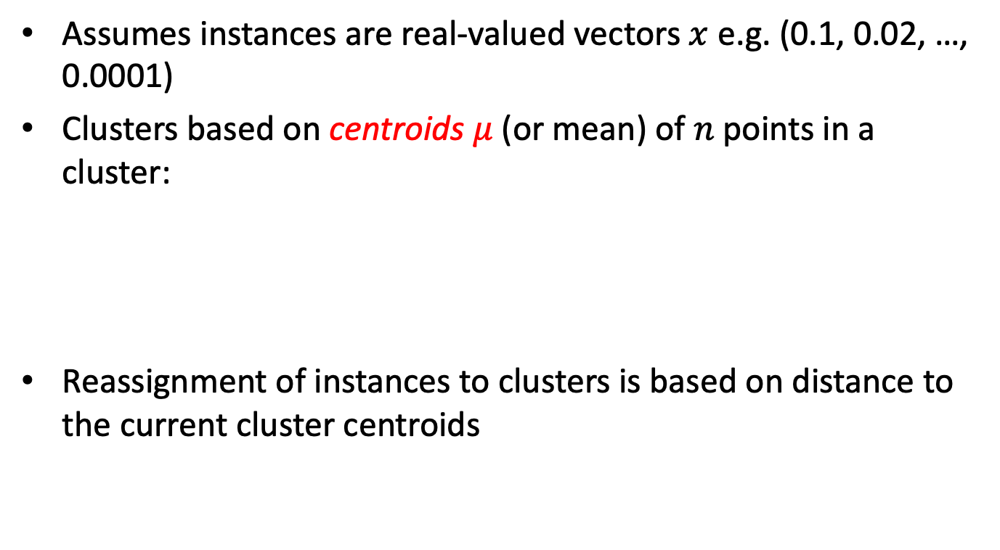 • Assumes instances are real-valued vectors 𝑥 e.g. (0.1, 0.02, …,
0.0001)
• Clusters based on centroids 𝜇 (or mean) of 𝑛 points in a
cluster:
• Reassignment of instances to clusters is based on distance to
the current cluster centroids